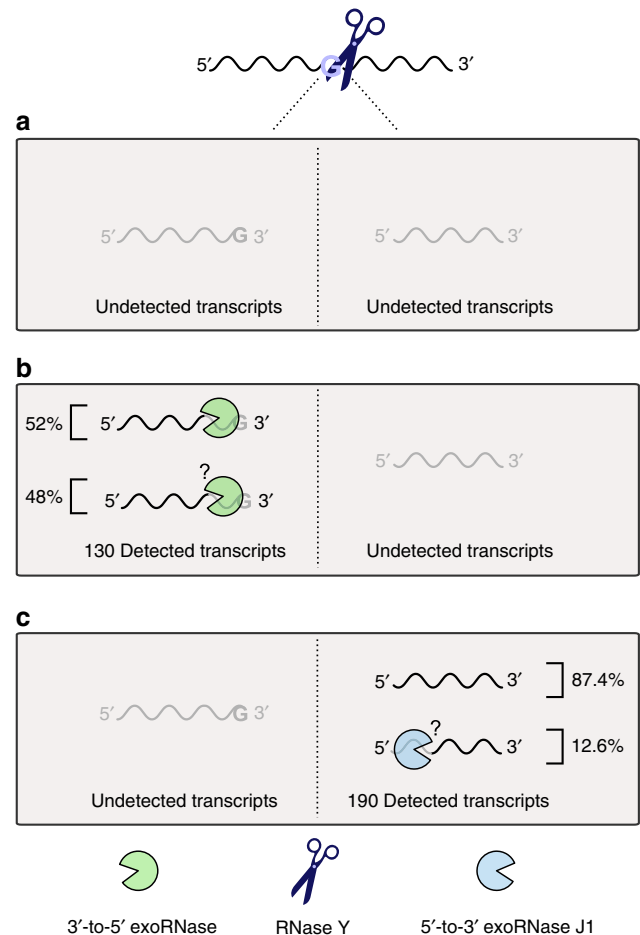 5′ G 3′
a
5′ G 3′ 5′ 3′
Undetected transcripts Undetected transcripts
b
52% 5′ G 3′
5′ 3′
?
48% 5′ G 3′
130 Detected transcripts Undetected transcripts
c
5′ 3′ 87.4%
5′ G 3′
?
5′ 3′ 12.6%
Undetected transcripts 190 Detected transcripts
3′-to-5′ exoRNase RNase Y 5′-to-3′ exoRNase J1